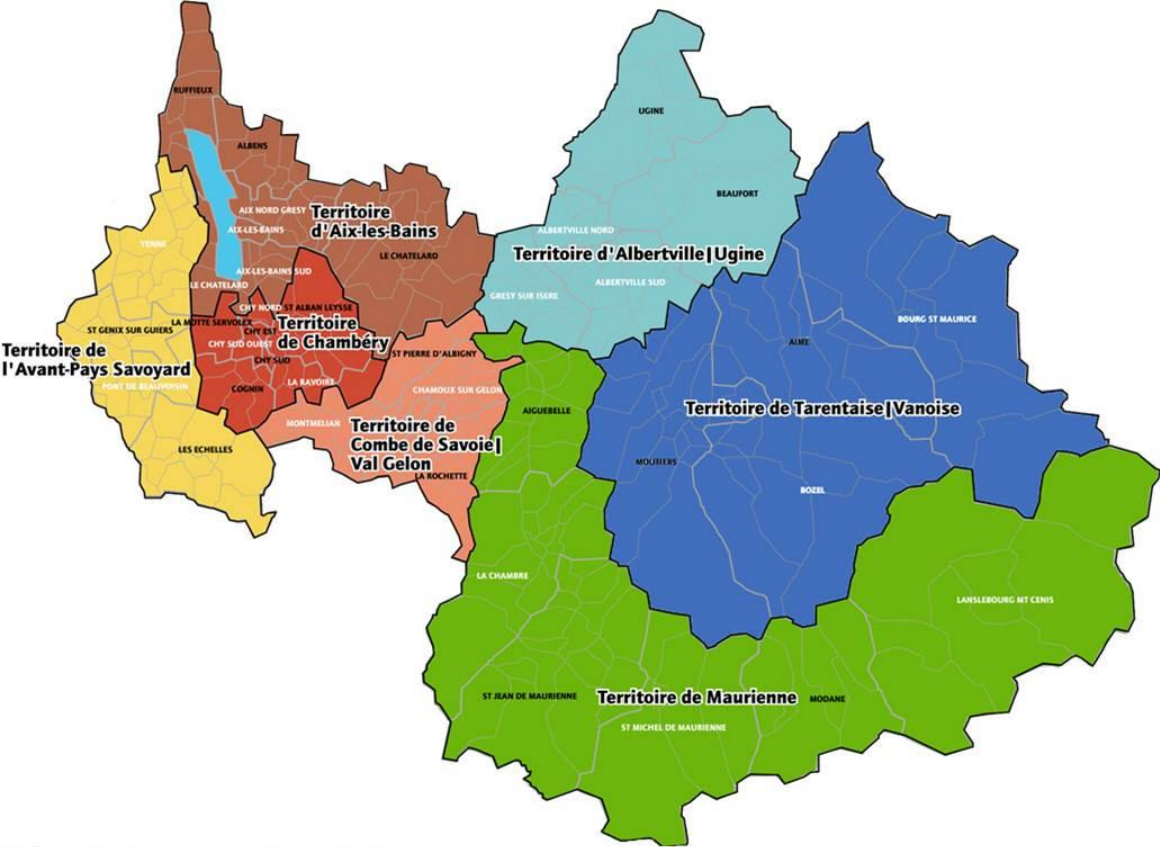 RUFFIEUX
UGINE
ALBENS
BEAUFORT
AIX NORD GRESY
Territoire
d'Aix-les-Bains
AIX-LES-BAINS
ALBERTVILLE NORD
YENNE
LE CHATELARD
Territoire d'Albertville|Ugine
AIX-LES-BAINS SUD
LE CHATELARD
ALBERTVILLE SUD
GRESY SUR ISERE
CHY NORD
ST ALBAN LEYSSE
BOURG ST MAURICE
LA MOTTE SERVOLEX
Territoire
de Chambéry
ST GENIX SUR GUIERS
CHY EST
CHY SUD OUEST
AIME
Territoire de
l'Avant-Pays Savoyard
CHY SUD
ST PIERRE D'ALBIGNY
PONT DE BEAUVOISIN
COGNIN
LA RAVOIRE
CHAMOUX SUR GELON
AIGUEBELLE
Territoire de Tarentaise|Vanoise
MONTMELIAN
Territoire de
Combe de Savoie|
Val Gelon
LES ECHELLES
MOUTIERS
LA ROCHETTE
BOZEL
LA CHAMBRE
LANSLEBOURG MT CENIS
ST JEAN DE MAURIENNE
Territoire de Maurienne
MODANE
ST MICHEL DE MAURIENNE